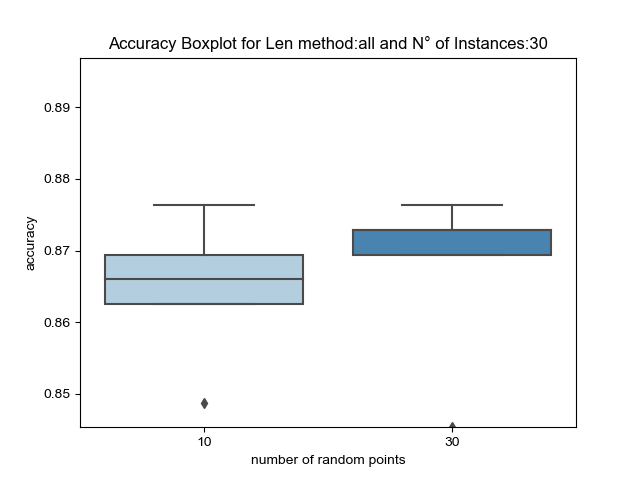 Accuracy Boxplot for Len method:all and N° of Instances:30
0.89
0.88
0.87
0.86
0.85
accuracy
10
30
number of random points